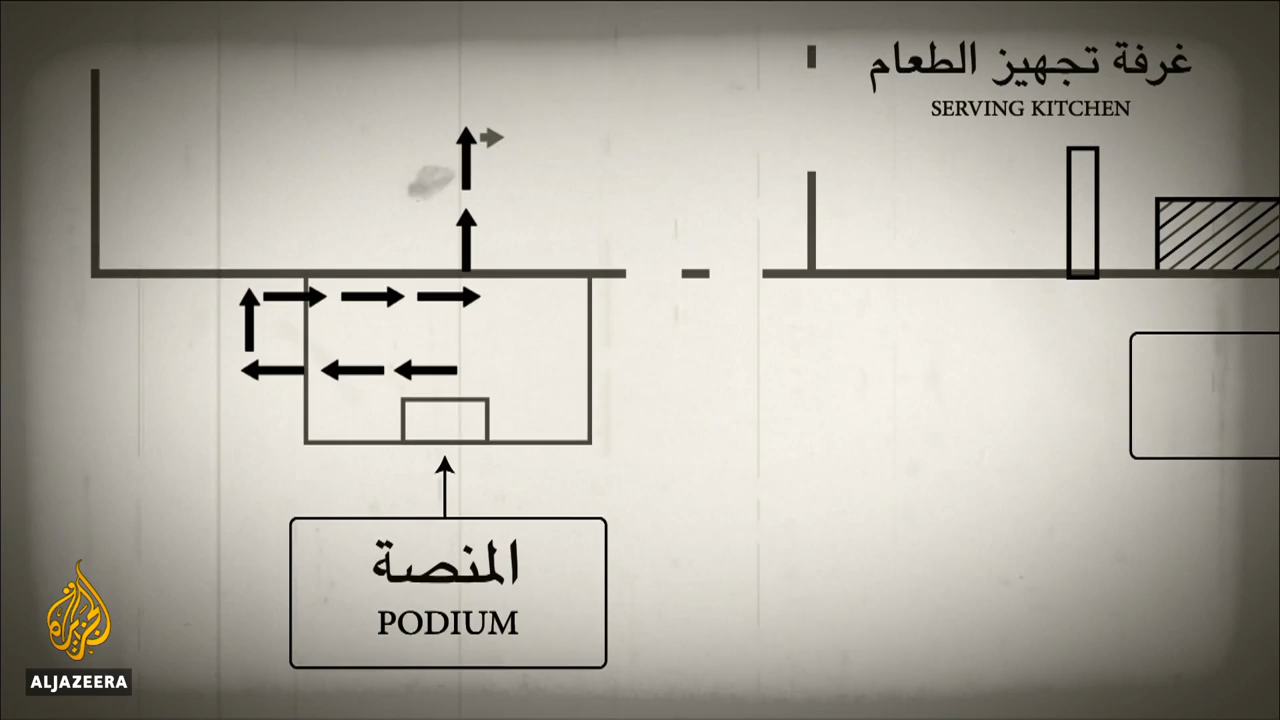 غرفة تجهيز الطعام
SERVING KITCHEN
المنصة
PODIUM
الجزيرة
ALJAZEERA